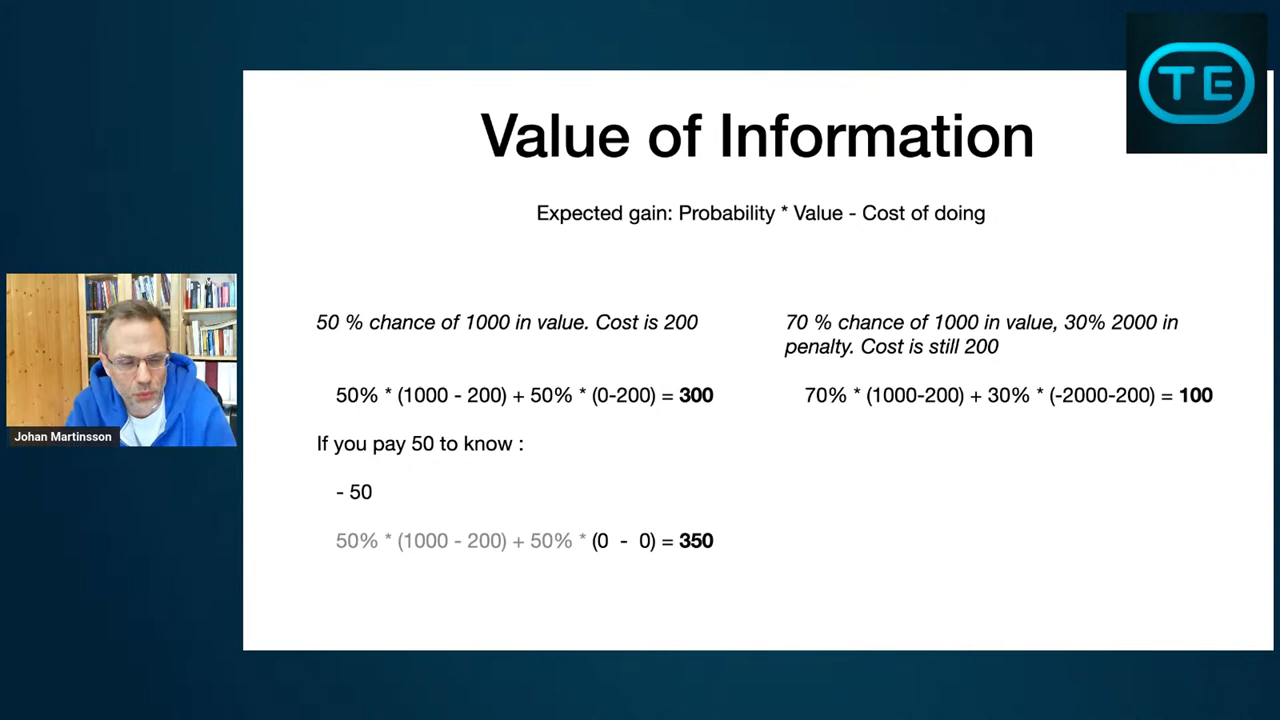 TE
Value of Information
Expected gain: Probability * Value - Cost of doing
50 % chance of 1000 in value. Cost is 200
50% * (1000 - 200) + 50% * (0-200) = 300
If you pay 50 to know :
- 50
50% * (1000 - 200) + 50% * (0 - 0) = 350
70 % chance of 1000 in value, 30% 2000 in
penalty. Cost is still 200
70% * (1000-200) + 30% * (-2000-200) = 100
Johan Martinsson